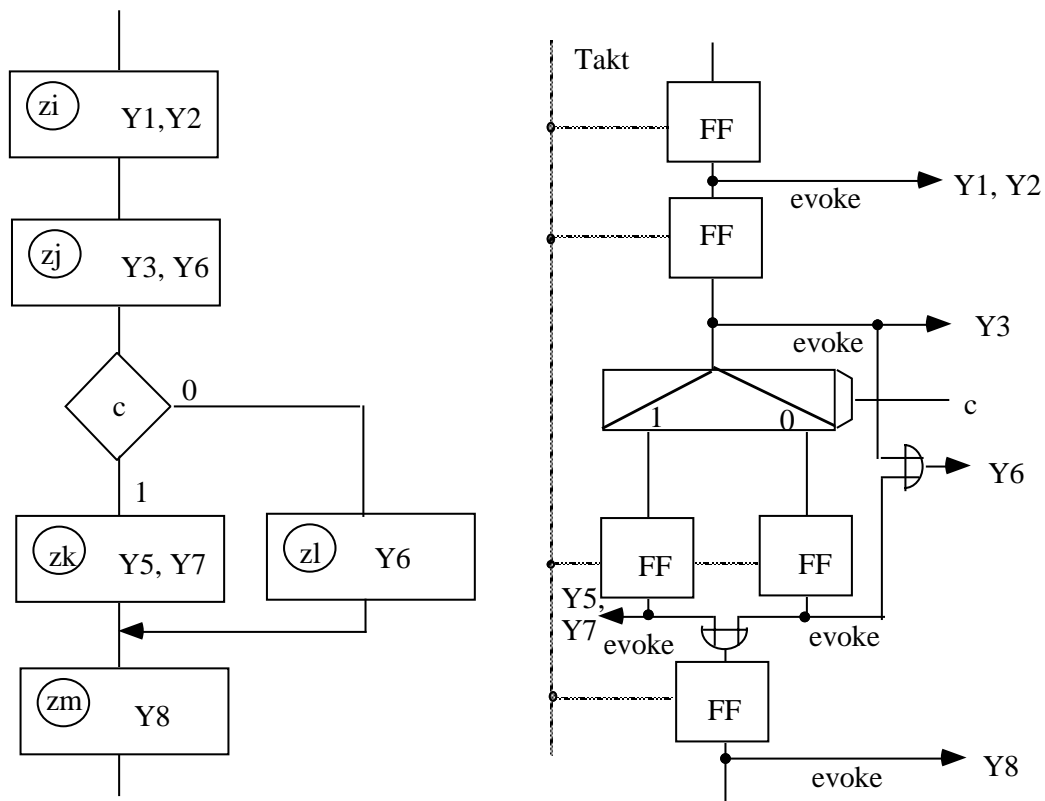 zi
Y1,Y2
zj
Y3, Y6
c
0
1
zk
Y5, Y7
zl
Y6
zm
Y8
Takt
FF
evoke
Y1, Y2
FF
evoke
Y3
1
0
c
Y6
FF
FF
Y5,
Y7
evoke
evoke
FF
evoke
Y8